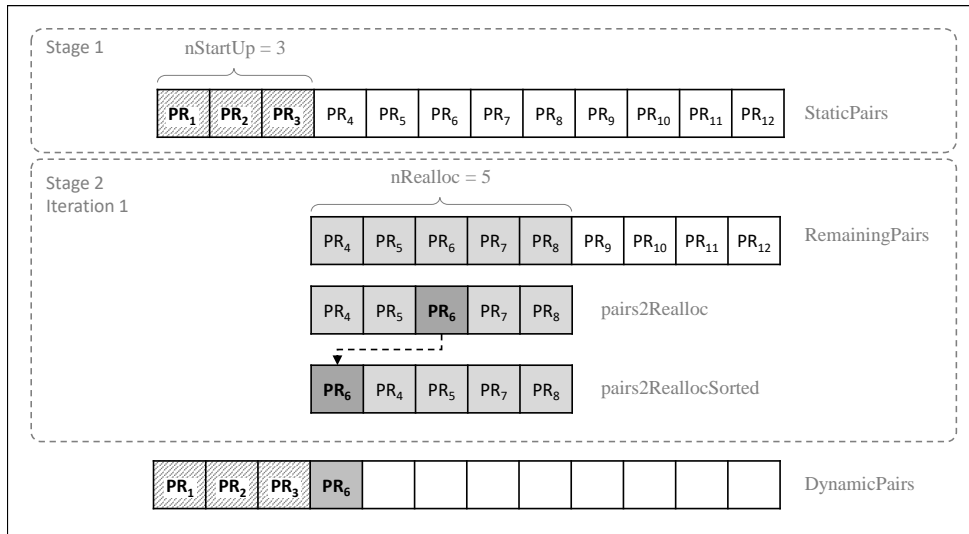 Stage 1
nStartUp = 3
PR₁ PR₂ PR₃ PR₄ PR₅ PR₆ PR₇ PR₈ PR₉ PR₁₀ PR₁₁ PR₁₂ StaticPairs
Stage 2
Iteration 1
nRealloc = 5
PR₄ PR₅ PR₆ PR₇ PR₈ PR₉ PR₁₀ PR₁₁ PR₁₂ RemainingPairs
PR₄ PR₅ PR₆ PR₇ PR₈ pairs2Realloc
PR₆ PR₄ PR₅ PR₇ PR₈ pairs2ReallocSorted
PR₁ PR₂ PR₃ PR₆ DynamicPairs